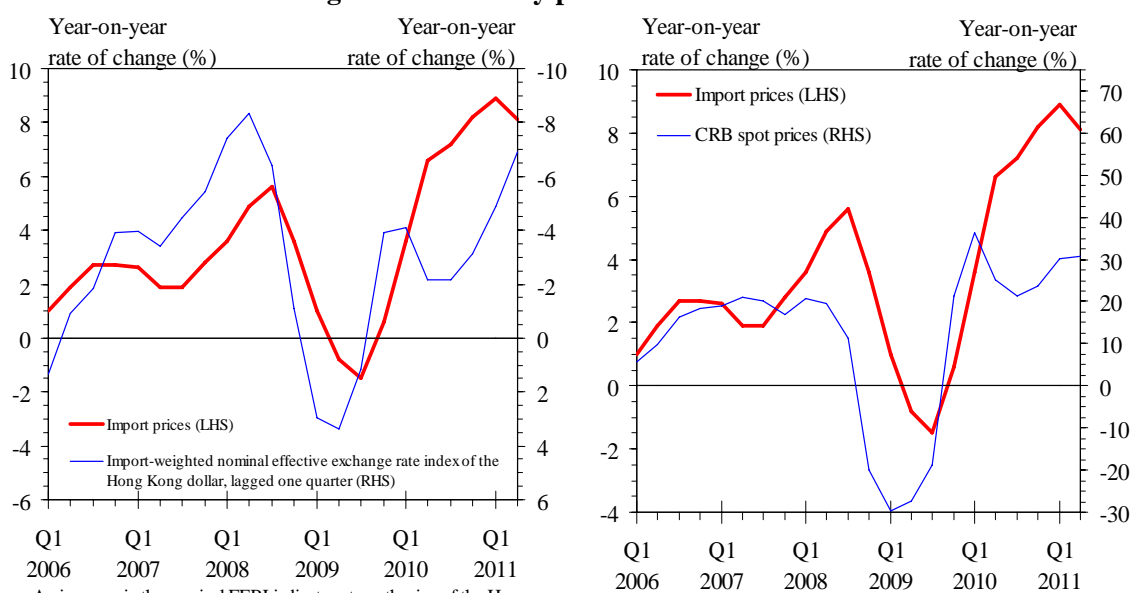 Year-on-year
rate of change (%)
Year-on-year
rate of change (%)
10
8
6
4
2
0
-2
-4
-6
-10
-8
-6
-4
-2
0
2
4
6
Import prices (LHS)
Import-weighted nominal effective exchange rate index of the
Hong Kong dollar, lagged one quarter (RHS)
Q1 Q1 Q1 Q1 Q1 Q1
2006 2007 2008 2009 2010 2011
Year-on-year
rate of change (%)
Year-on-year
rate of change (%)
10
8
6
4
2
0
-2
-4
70
60
50
40
30
20
10
0
-10
-20
-30
Import prices (LHS)
CRB spot prices (RHS)
Q1 Q1 Q1 Q1 Q1 Q1
2006 2007 2008 2009 2010 2011